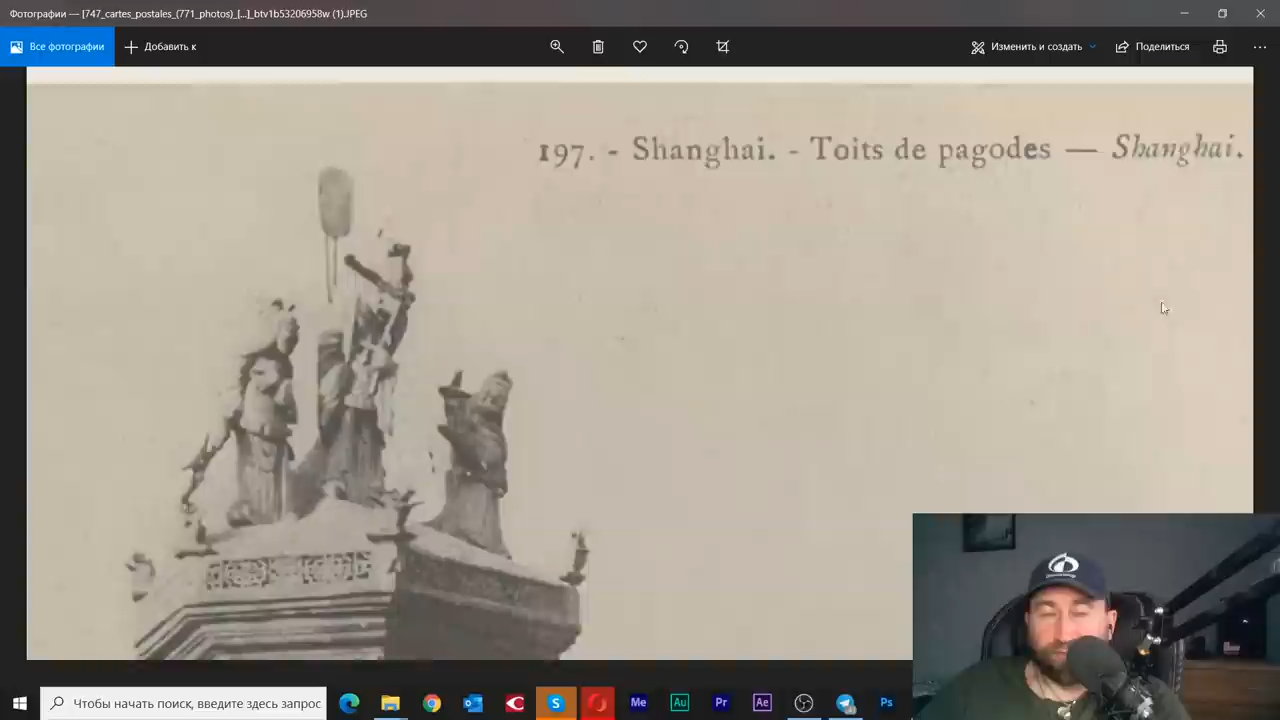 Фотографии — [747_cartes_postales_(771_photos)_[...]_btv1b53206958w (1).JPEG
Все фотографии
Добавить к
Изменить и создать
Поделиться
197. - Shanghai. - Toits de pagodes — Shanghai.
Чтобы начать поиск, введите здесь запрос
S
Me
Au
Pr
Ae
Ps